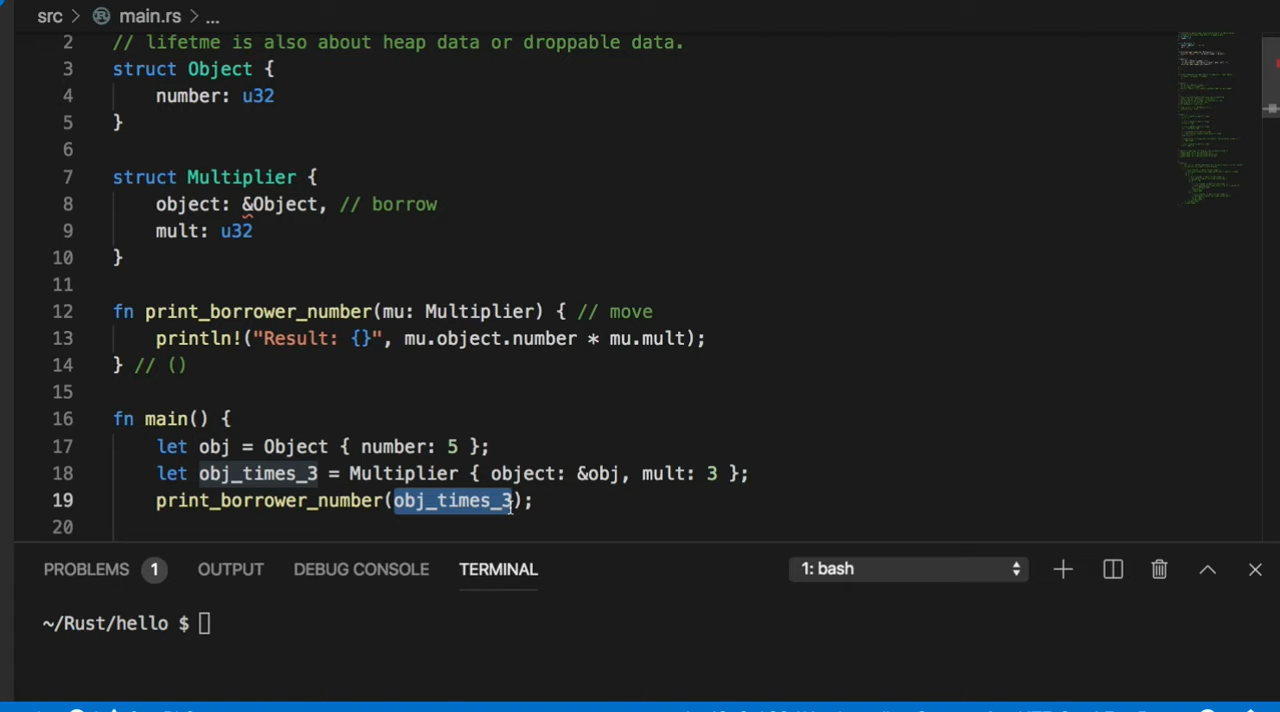 src > main.rs > ...
2 // lifetme is also about heap data or droppable data.
3 struct Object {
4 number: u32
5 }
6
7 struct Multiplier {
8 object: &Object, // borrow
9 mult: u32
10 }
11
12 fn print_borrower_number(mu: Multiplier) { // move
13 println!("Result: {}", mu.object.number * mu.mult);
14 } // ()
15
16 fn main() {
17 let obj = Object { number: 5 };
18 let obj_times_3 = Multiplier { object: &obj, mult: 3 };
19 print_borrower_number(obj_times_3);
20
PROBLEMS 1 OUTPUT DEBUG CONSOLE TERMINAL 1: bash
~/Rust/hello $